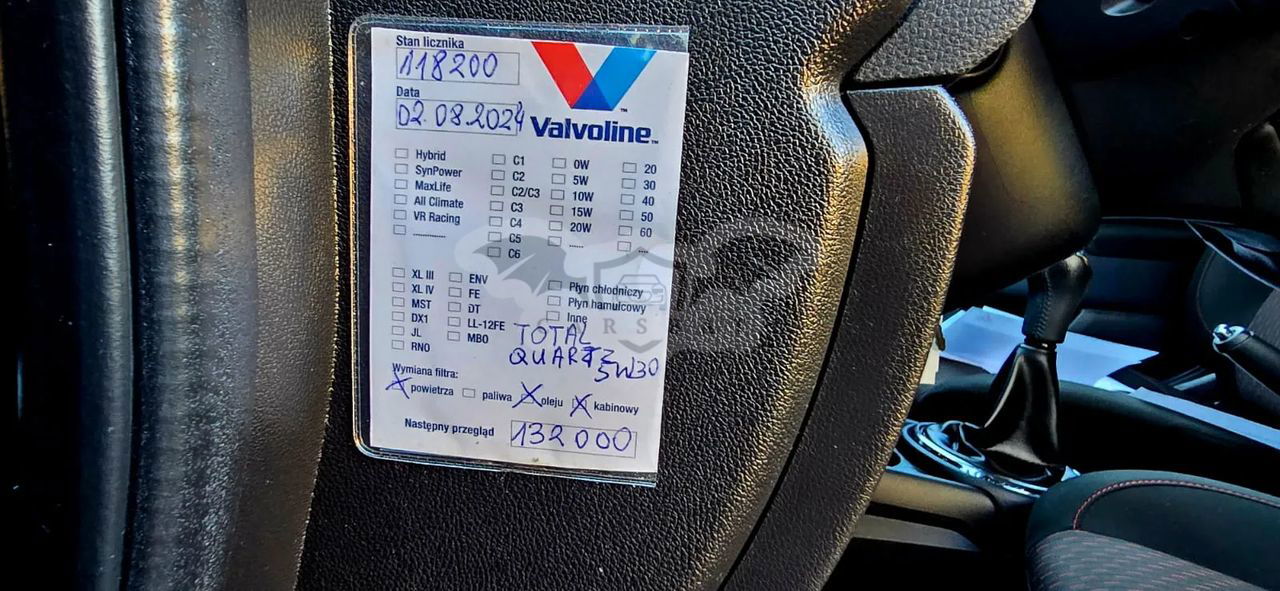 Stan licznika
118200
Data
02.08.2024
Valvoline™
Hybrid
SynPower
MaxLife
All Climate
VR Racing
.............
C1
C2
C2/C3
C3
C4
C5
C6
0W
5W
10W
15W
20W
......
20
30
40
50
60
....
XL III
XL IV
MST
DX1
JL
RNO
ENV
FE
DT
LL-12FE
MBO
Płyn chłodniczy
Płyn hamulcowy
Inne
TOTAL
QUARTZ
5W30
Wymiana filtra:
X powietrza paliwa X oleju X kabinowy
Następny przegląd
132000